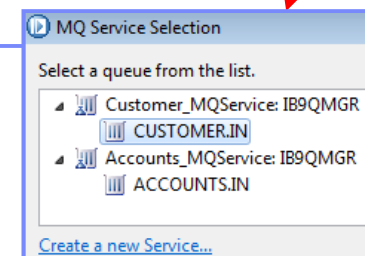 MQ Service Selection
Select a queue from the list.
Customer_MQService: IB9QMGR
CUSTOMER.IN
Accounts_MQService: IB9QMGR
ACCOUNTS.IN
Create a new Service...